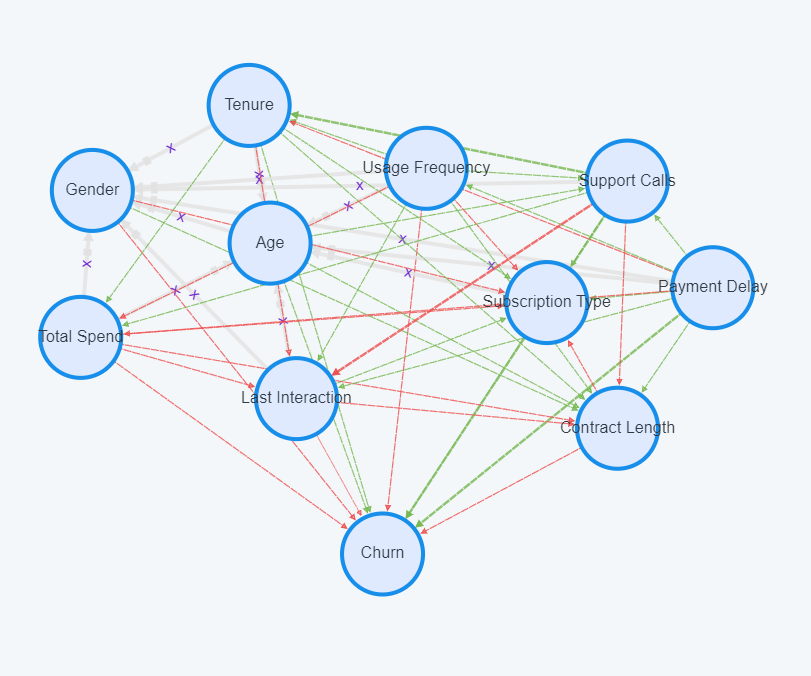 Tenure
Usage Frequency
Support Calls
Gender
Age
Payment Delay
Subscription Type
Total Spend
Last Interaction
Contract Length
Churn
x
x
x
x
x
x
x
x
x
x
x
x
x
x